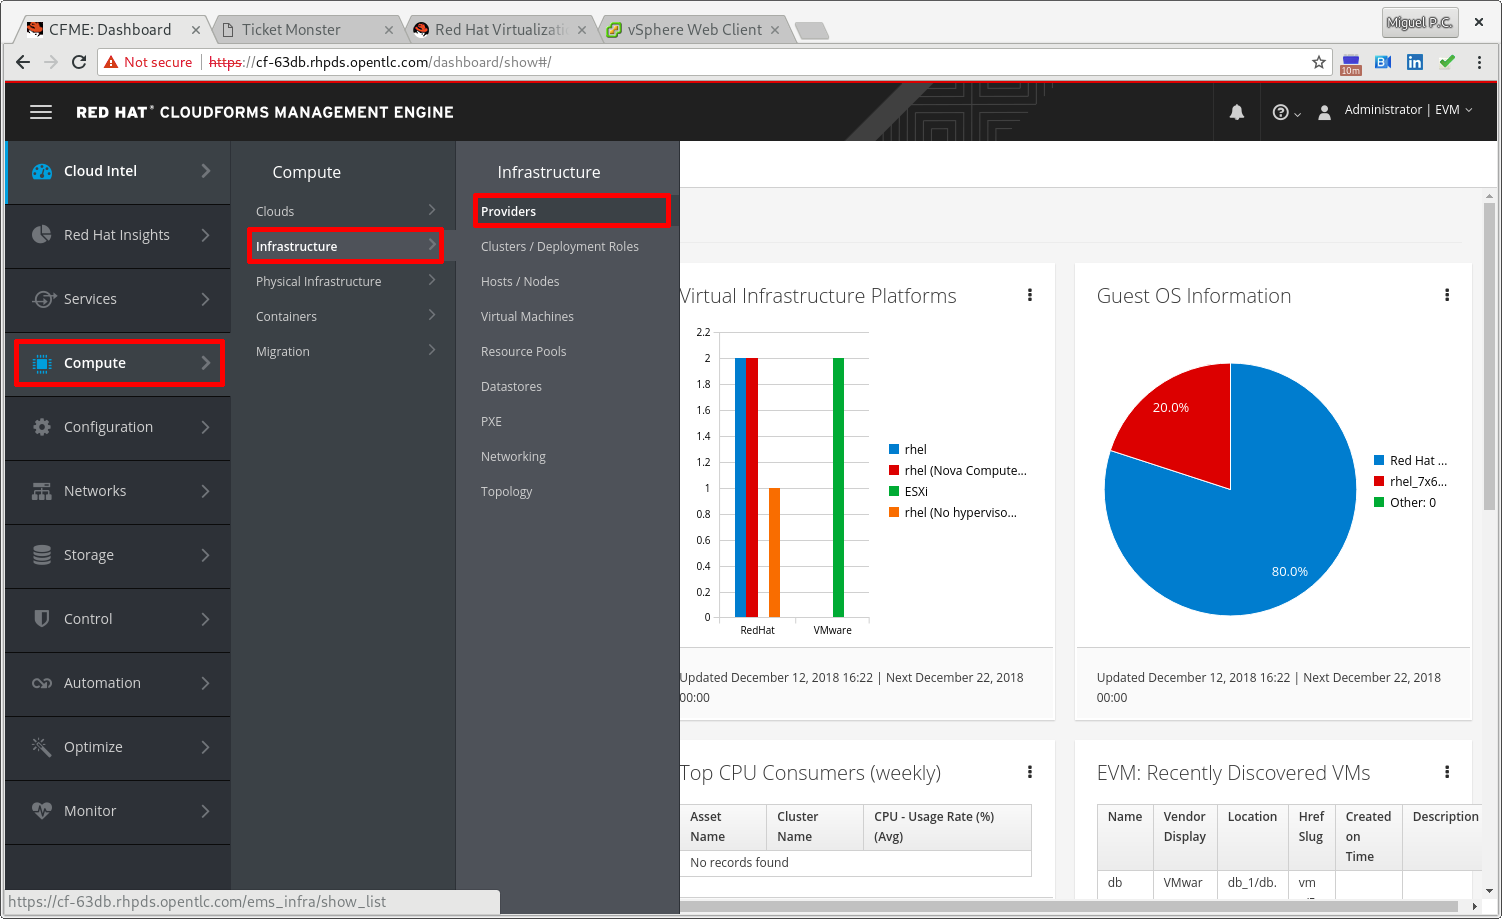 CFME: Dashboard
Ticket Monster
Red Hat Virtualizati
vSphere Web Client
Miguel P.C.
Not secure
https://cf-63db.rhpds.opentlc.com/dashboard/show#/
10m
RED HAT® CLOUDFORMS MANAGEMENT ENGINE
Administrator | EVM
Cloud Intel
Red Hat Insights
Services
Compute
Configuration
Networks
Storage
Control
Automation
Optimize
Monitor
Compute
Clouds
Infrastructure
Physical Infrastructure
Containers
Migration
Infrastructure
Providers
Clusters / Deployment Roles
Hosts / Nodes
Virtual Machines
Resource Pools
Datastores
PXE
Networking
Topology
Virtual Infrastructure Platforms
2.2
2
1.8
1.6
1.4
1.2
1
0.8
0.6
0.4
0.2
0
RedHat
VMware
rhel
rhel (Nova Compute...
ESXi
rhel (No hyperviso...
Updated December 12, 2018 16:22 | Next December 22, 2018
00:00
Guest OS Information
20.0%
80.0%
Red Hat ...
rhel_7x6...
Other: 0
Updated December 12, 2018 16:22 | Next December 22, 2018
00:00
Top CPU Consumers (weekly)
Asset Name
Cluster Name
CPU - Usage Rate (%) (Avg)
No records found
EVM: Recently Discovered VMs
Name
Vendor Display
Location
Href Slug
Created on Time
Description
db
VMwar
db_1/db.
vm
https://cf-63db.rhpds.opentlc.com/ems_infra/show_list